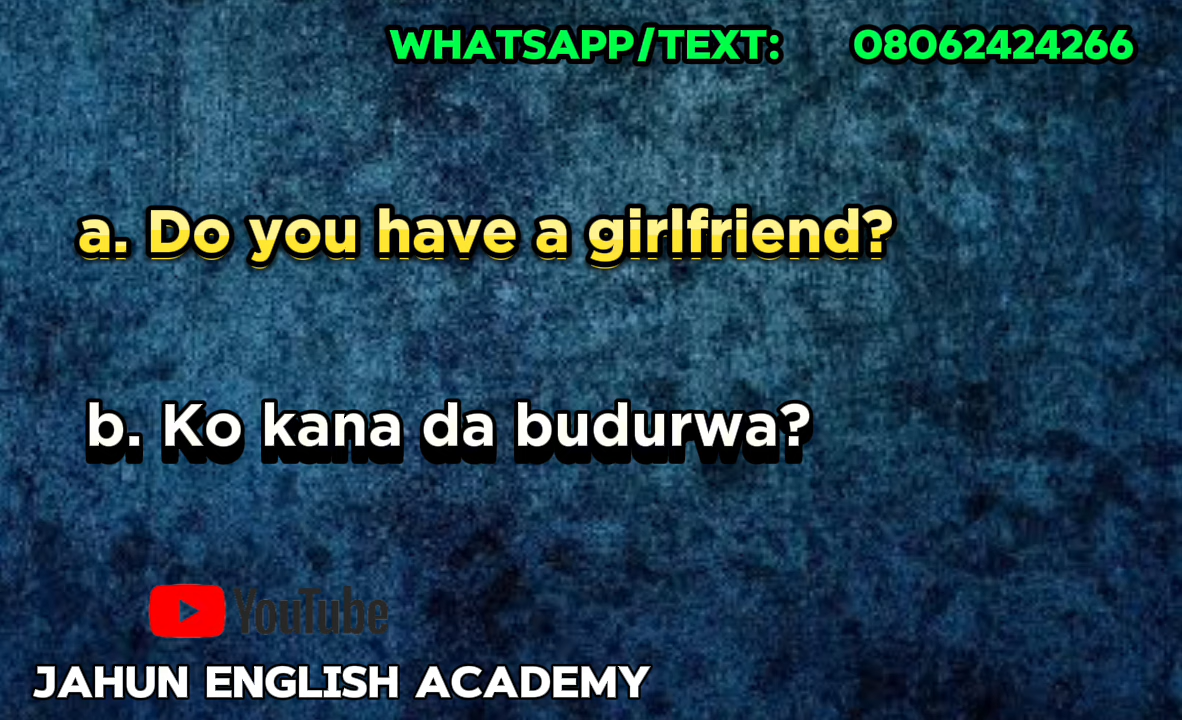 WHATSAPP/TEXT: 08062424266
a. Do you have a girlfriend?
b. Ko kana da budurwa?
YouTube
JAHUN ENGLISH ACADEMY